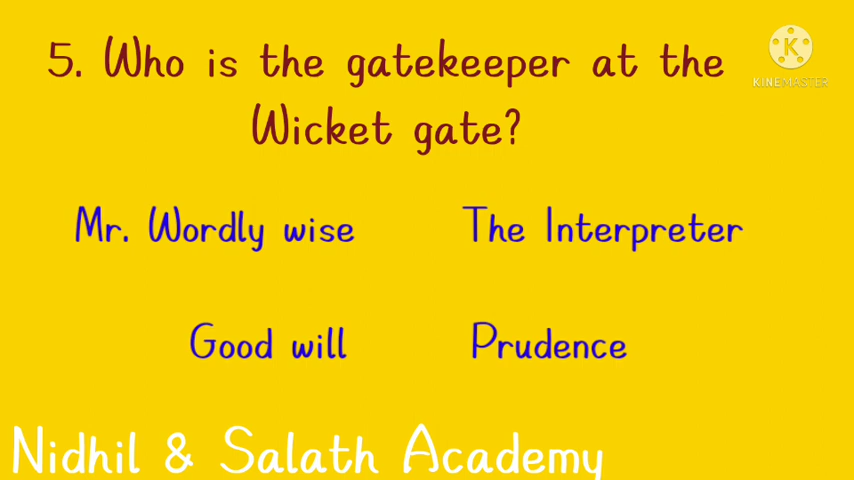 5. Who is the gatekeeper at the
Wicket gate?
KINEMASTER
Mr. Wordly wise
The Interpreter
Good will
Prudence
Nidhil & Salath Academy